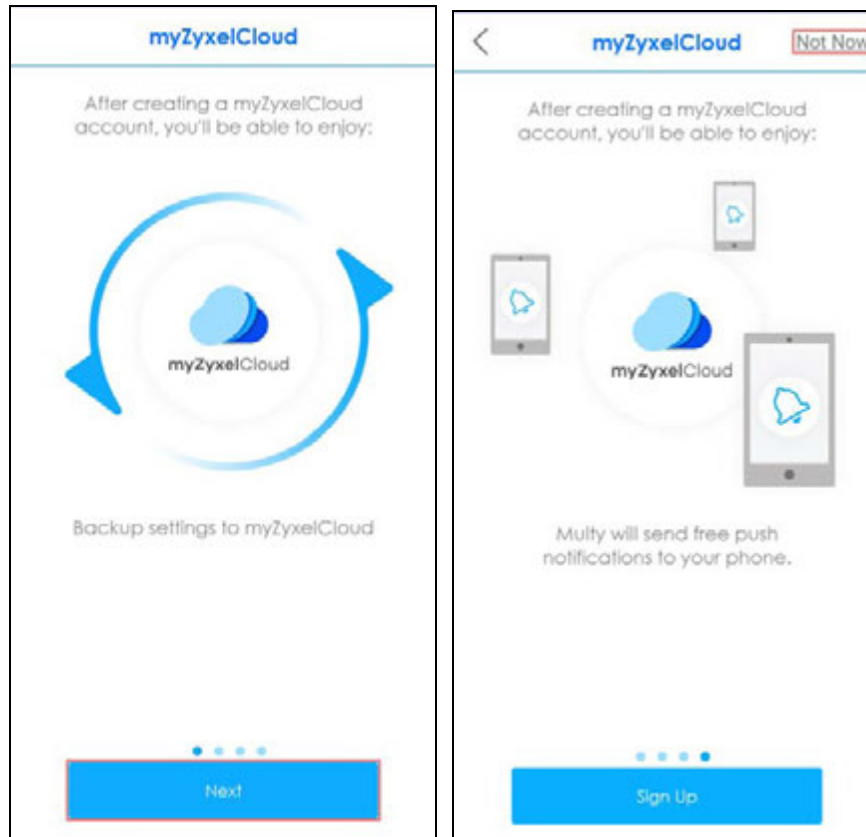 myZyxelCloud
After creating a myZyxelCloud
account, you'll be able to enjoy:
myZyxelCloud
Backup settings to myZyxelCloud
Next
myZyxelCloud
Not Now
After creating a myZyxelCloud
account, you'll be able to enjoy:
myZyxelCloud
Multy will send free push
notifications to your phone.
Sign Up